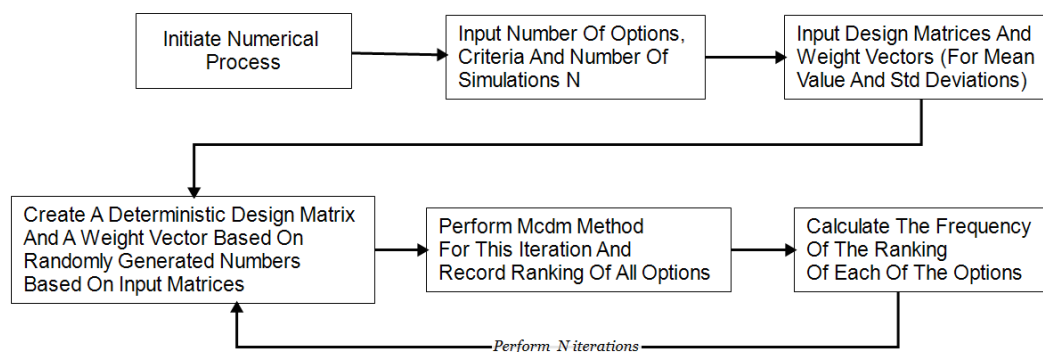 Initiate Numerical
Process
Input Number Of Options,
Criteria And Number Of
Simulations N
Input Design Matrices And
Weight Vectors (For Mean
Value And Std Deviations)
Create A Deterministic Design Matrix
And A Weight Vector Based On
Randomly Generated Numbers
Based On Input Matrices
Perform Mcdm Method
For This Iteration And
Record Ranking Of All Options
Calculate The Frequency
Of The Ranking
Of Each Of The Options
Perform N iterations